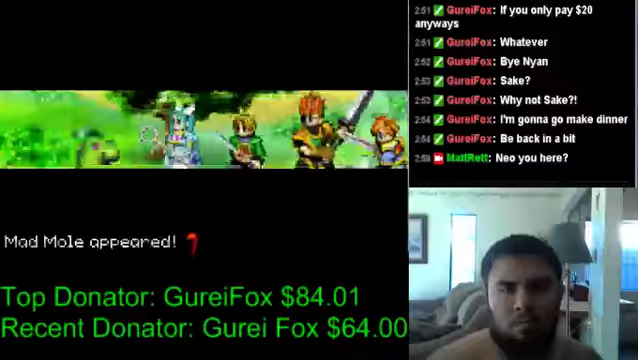 2:51 GureiFox: If you only pay $20
anyways
2:51 GureiFox: Whatever
2:52 GureiFox: Bye Nyan
2:53 GureiFox: Sake?
2:53 GureiFox: Why not Sake?!
2:54 GureiFox: I'm gonna go make dinner
2:54 GureiFox: Be back in a bit
2:59 MattRett: Neo you here?
Mad Mole appeared!
Top Donator: GureiFox $84.01
Recent Donator: Gurei Fox $64.00